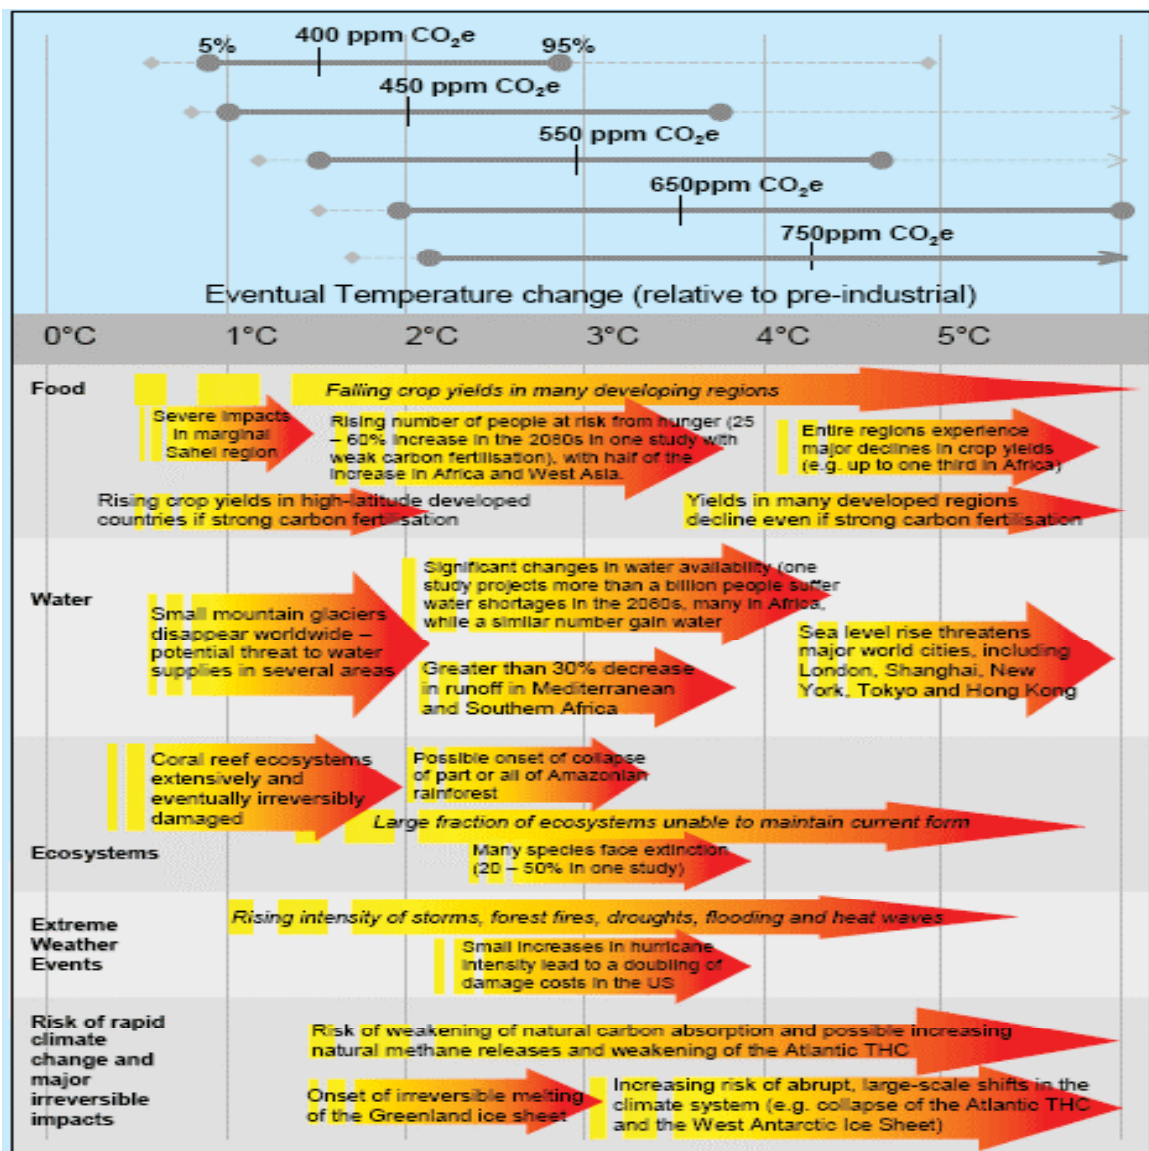 400 ppm CO₂e
5%
95%
450 ppm CO₂e
550 ppm CO₂e
650ppm CO₂e
750ppm CO₂e
Eventual Temperature change (relative to pre-industrial)
0°C 1°C 2°C 3°C 4°C 5°C
Food
Falling crop yields in many developing regions
Severe impacts
in marginal
Sahel region
Rising number of people at risk from hunger (25
– 60% increase in the 2080s in one study with
weak carbon fertilisation), with half of the
increase in Africa and West Asia.
Entire regions experience
major declines in crop yields
(e.g. up to one third in Africa)
Rising crop yields in high-latitude developed
countries if strong carbon fertilisation
Yields in many developed regions
decline even if strong carbon fertilisation
Water
Small mountain glaciers
disappear worldwide –
potential threat to water
supplies in several areas
Significant changes in water availability (one
study projects more than a billion people suffer
water shortages in the 2080s, many in Africa,
while a similar number gain water
Greater than 30% decrease
in runoff in Mediterranean
and Southern Africa
Sea level rise threatens
major world cities, including
London, Shanghai, New
York, Tokyo and Hong Kong
Ecosystems
Coral reef ecosystems
extensively and
eventually irreversibly
damaged
Possible onset of collapse
of part or all of Amazonian
rainforest
Large fraction of ecosystems unable to maintain current form
Many species face extinction
(20 – 50% in one study)
Extreme
Weather
Events
Rising intensity of storms, forest fires, droughts, flooding and heat waves
Small increases in hurricane
intensity lead to a doubling of
damage costs in the US
Risk of rapid
climate
change and
major
irreversible
impacts
Risk of weakening of natural carbon absorption and possible increasing
natural methane releases and weakening of the Atlantic THC
Onset of irreversible melting
of the Greenland ice sheet
Increasing risk of abrupt, large-scale shifts in the
climate system (e.g. collapse of the Atlantic THC
and the West Antarctic Ice Sheet)